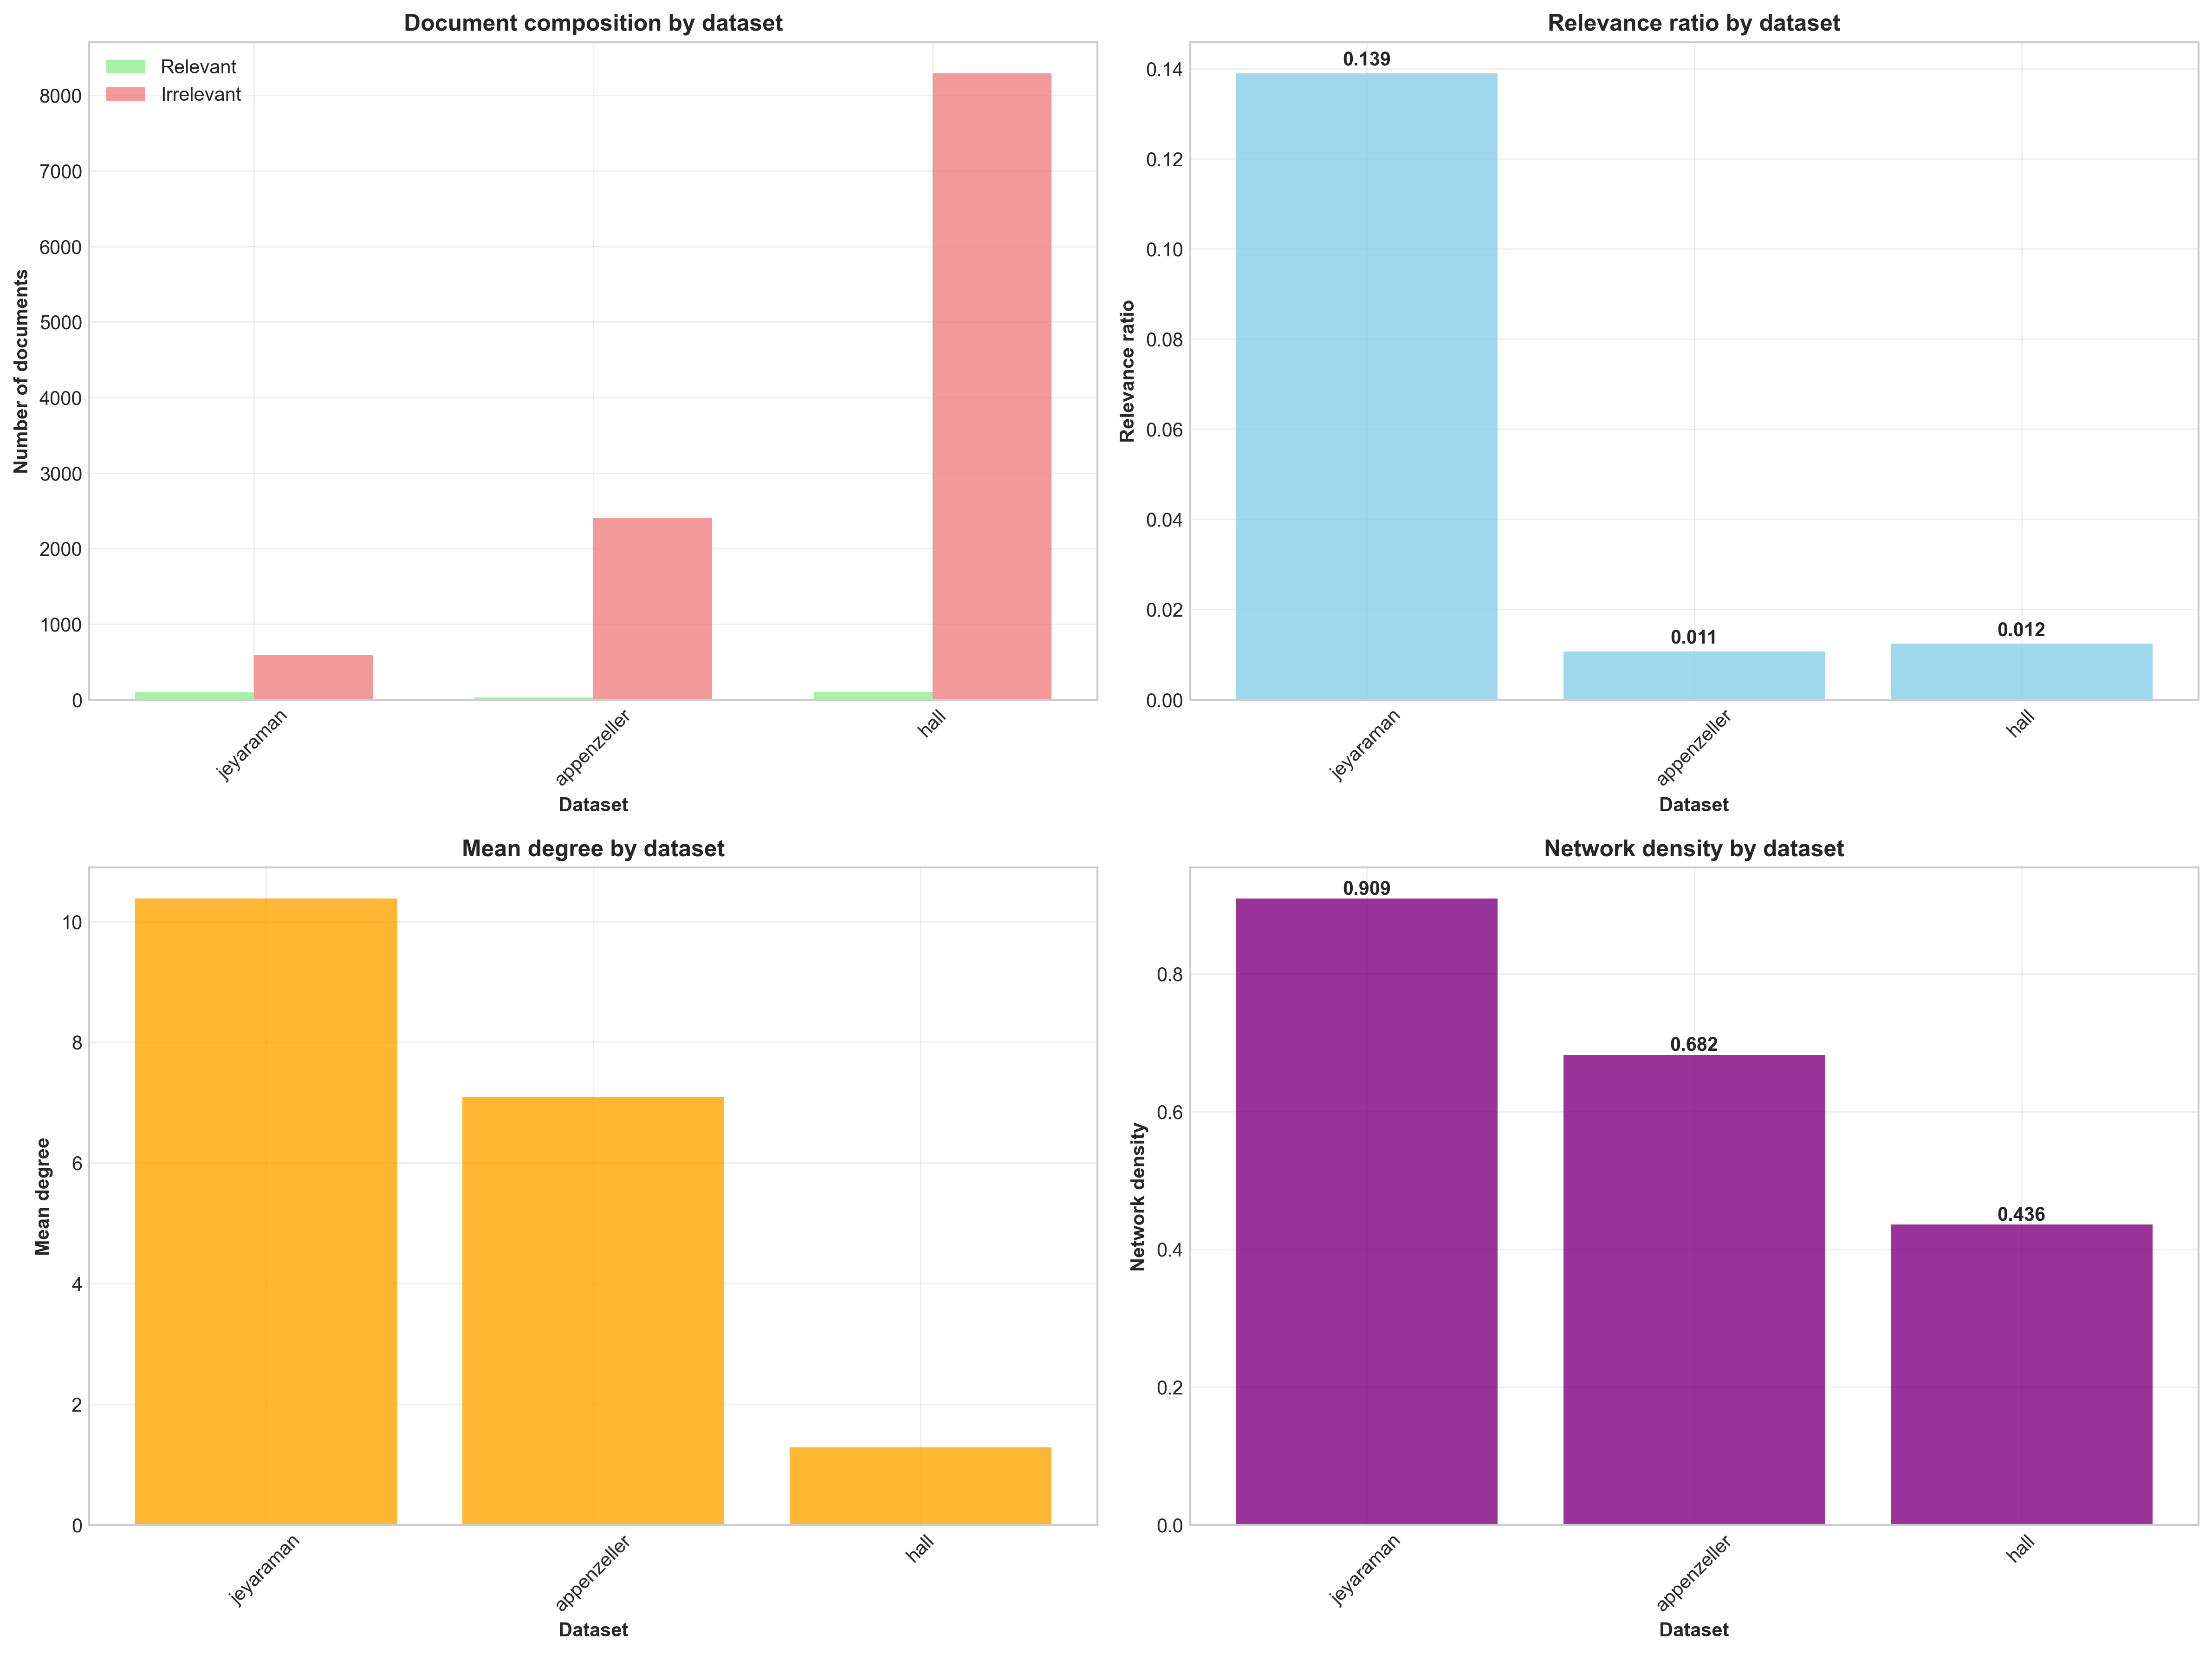 Document composition by dataset
Relevant
Irrelevant
Number of documents
8000
7000
6000
5000
4000
3000
2000
1000
0
jeyaraman
appenzeller
hall
Dataset
Relevance ratio by dataset
Relevance ratio
0.14
0.12
0.10
0.08
0.06
0.04
0.02
0.00
0.139
0.011
0.012
jeyaraman
appenzeller
hall
Dataset
Mean degree by dataset
Mean degree
10
8
6
4
2
0
jeyaraman
appenzeller
hall
Dataset
Network density by dataset
Network density
0.8
0.6
0.4
0.2
0.0
0.909
0.682
0.436
jeyaraman
appenzeller
hall
Dataset